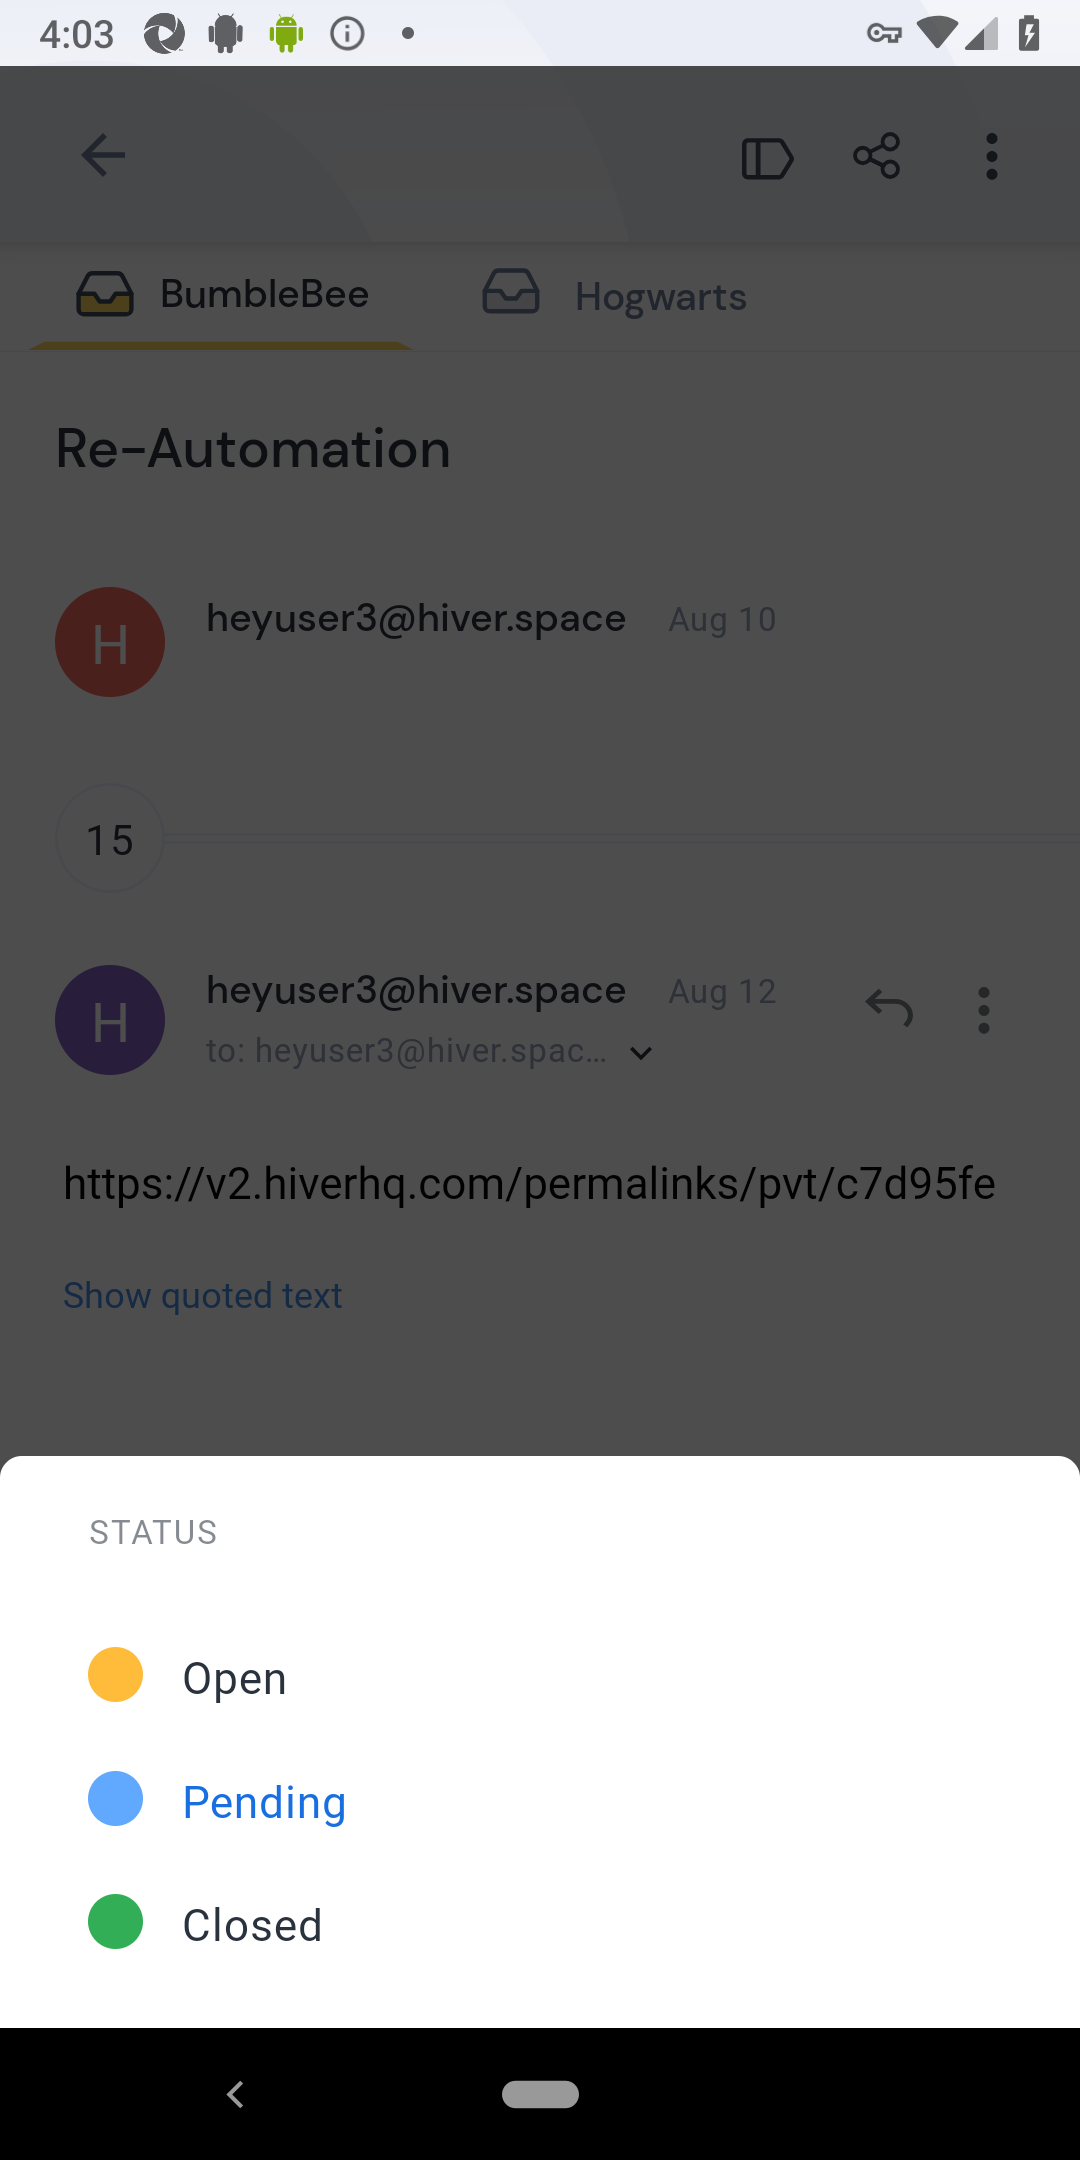 4:03
BumbleBee
Hogwarts
Re-Automation
H
heyuser3@hiver.space Aug 10
15
H
heyuser3@hiver.space Aug 12
to: heyuser3@hiver.spac...
https://v2.hiverhq.com/permalinks/pvt/c7d95fe
Show quoted text
STATUS
Open
Pending
Closed